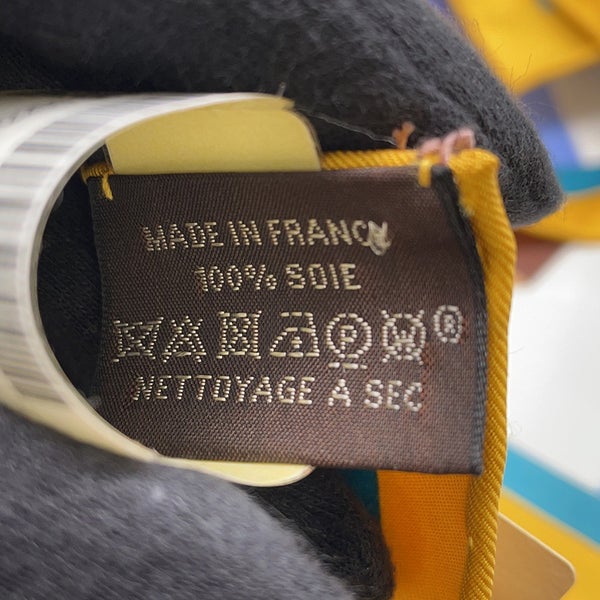 MADE IN FRANCE
100% SOIE
NETTOYAGE A SEC